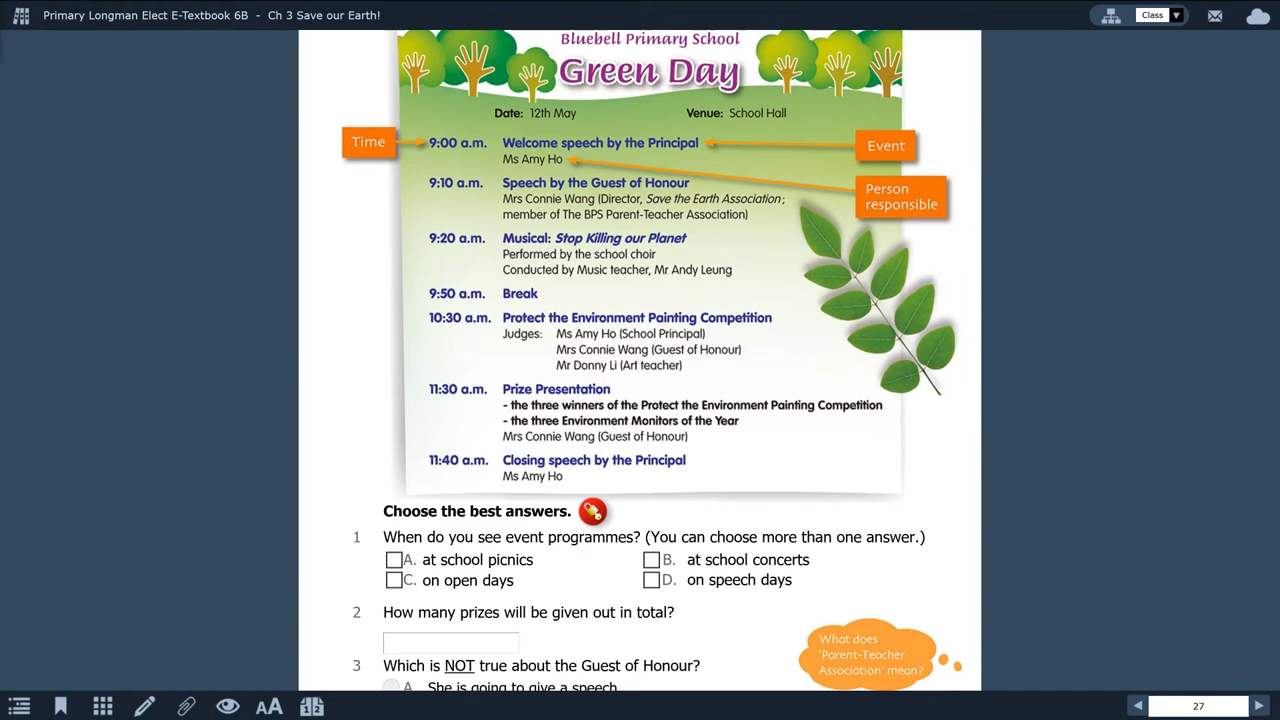 Primary Longman Elect E-Textbook 6B - Ch 3 Save our Earth!
Class
Bluebell Primary School
Green Day
Date: 12th May Venue: School Hall
Time
9:00 a.m. Welcome speech by the Principal
Ms Amy Ho
Event
Person
responsible
9:10 a.m. Speech by the Guest of Honour
Mrs Connie Wang (Director, Save the Earth Association;
member of The BPS Parent-Teacher Association)
9:20 a.m. Musical: Stop Killing our Planet
Performed by the school choir
Conducted by Music teacher, Mr Andy Leung
9:50 a.m. Break
10:30 a.m. Protect the Environment Painting Competition
Judges: Ms Amy Ho (School Principal)
Mrs Connie Wang (Guest of Honour)
Mr Donny Li (Art teacher)
11:30 a.m. Prize Presentation
- the three winners of the Protect the Environment Painting Competition
- the three Environment Monitors of the Year
Mrs Connie Wang (Guest of Honour)
11:40 a.m. Closing speech by the Principal
Ms Amy Ho
Choose the best answers.
1 When do you see event programmes? (You can choose more than one answer.)
A. at school picnics B. at school concerts
C. on open days D. on speech days
2 How many prizes will be given out in total?
What does
'Parent-Teacher
Association' mean?
3 Which is NOT true about the Guest of Honour?
A. She is going to give a speech
AA
27